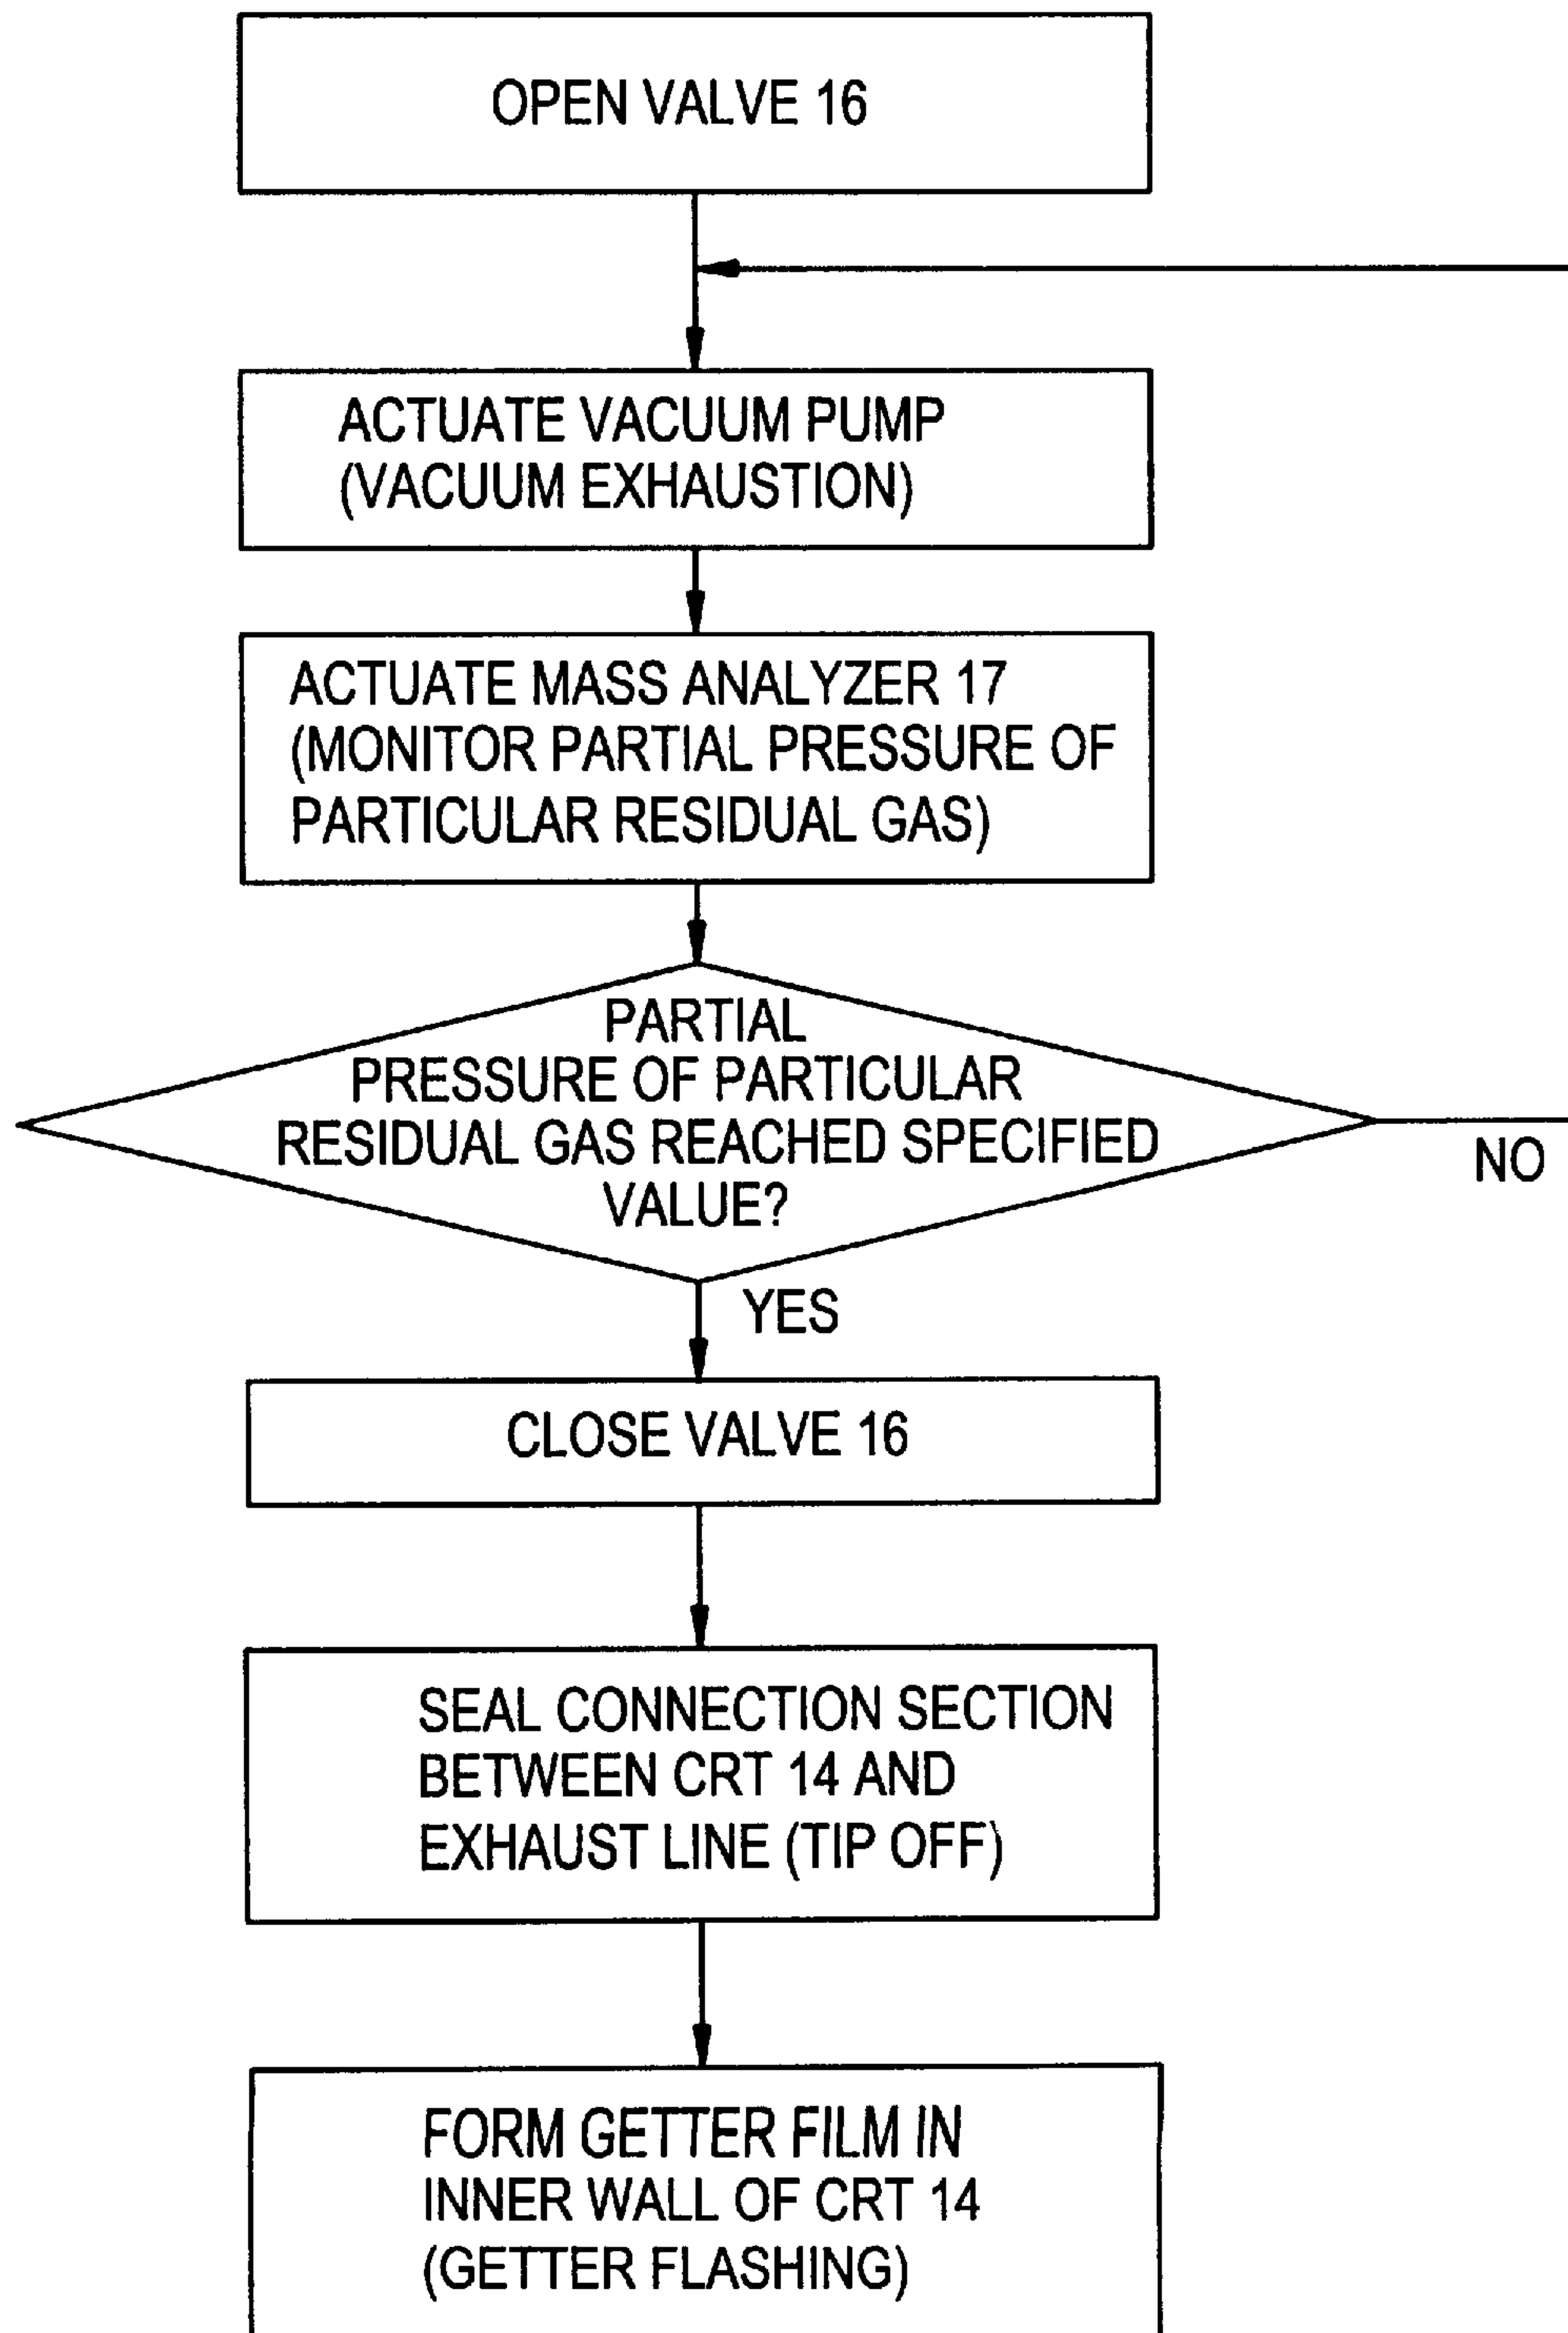 OPEN VALVE 16
ACTUATE VACUUM PUMP
(VACUUM EXHAUSTION)
ACTUATE MASS ANALYZER 17
(MONITOR PARTIAL PRESSURE OF
PARTICULAR RESIDUAL GAS)
PARTIAL
PRESSURE OF PARTICULAR
RESIDUAL GAS REACHED SPECIFIED
VALUE?
NO
YES
CLOSE VALVE 16
SEAL CONNECTION SECTION
BETWEEN CRT 14 AND
EXHAUST LINE (TIP OFF)
FORM GETTER FILM IN
INNER WALL OF CRT 14
(GETTER FLASHING)